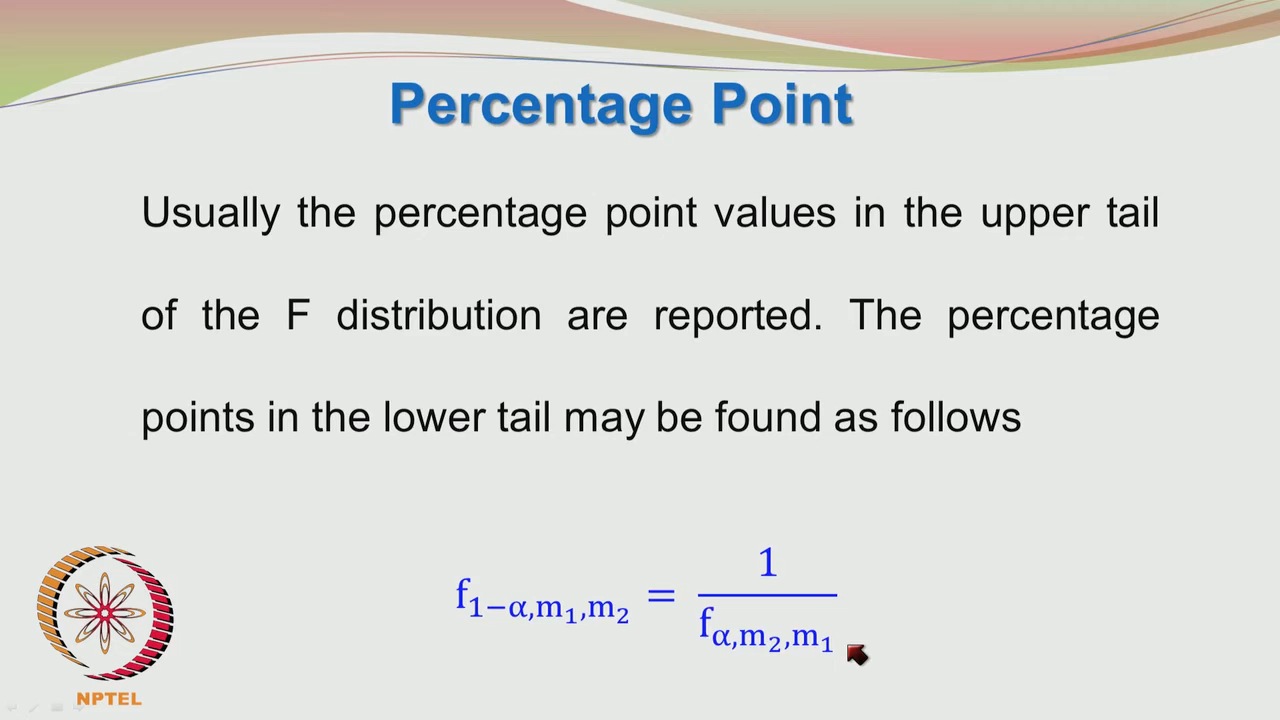 Percentage Point
Usually the percentage point values in the upper tail
of the F distribution are reported. The percentage
points in the lower tail may be found as follows
f₁₋α,m₁,m₂ = 1 / fα,m₂,m₁
NPTEL